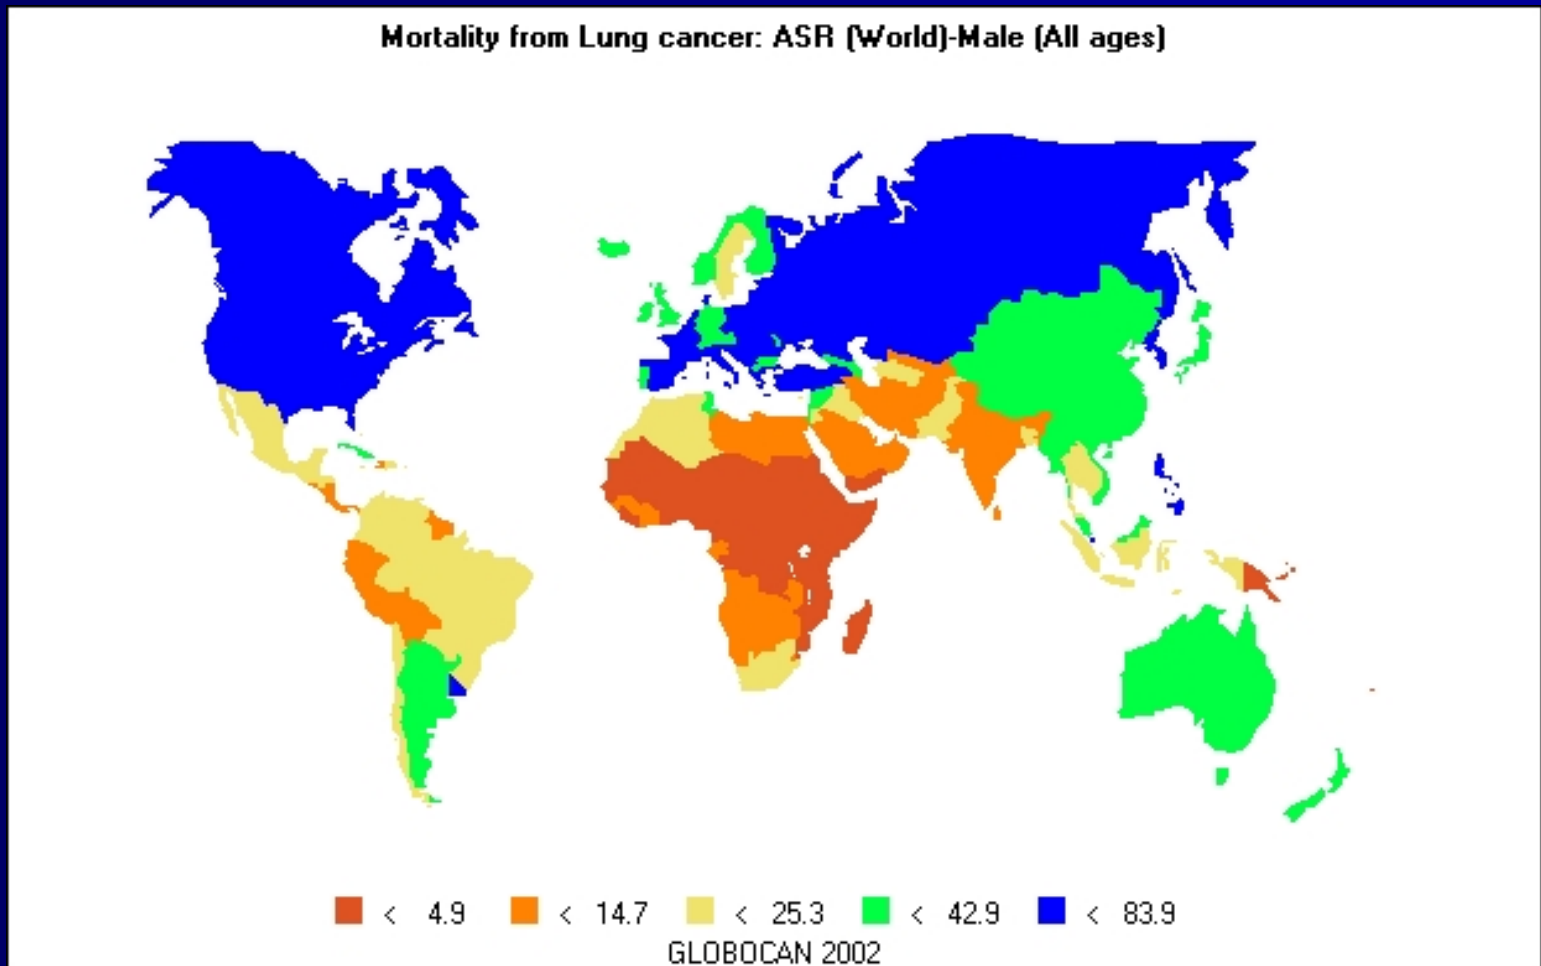 Mortality from Lung cancer: ASR (World)-Male (All ages)
< 4.9 < 14.7 < 25.3 < 42.9 < 83.9
GLOBOCAN 2002